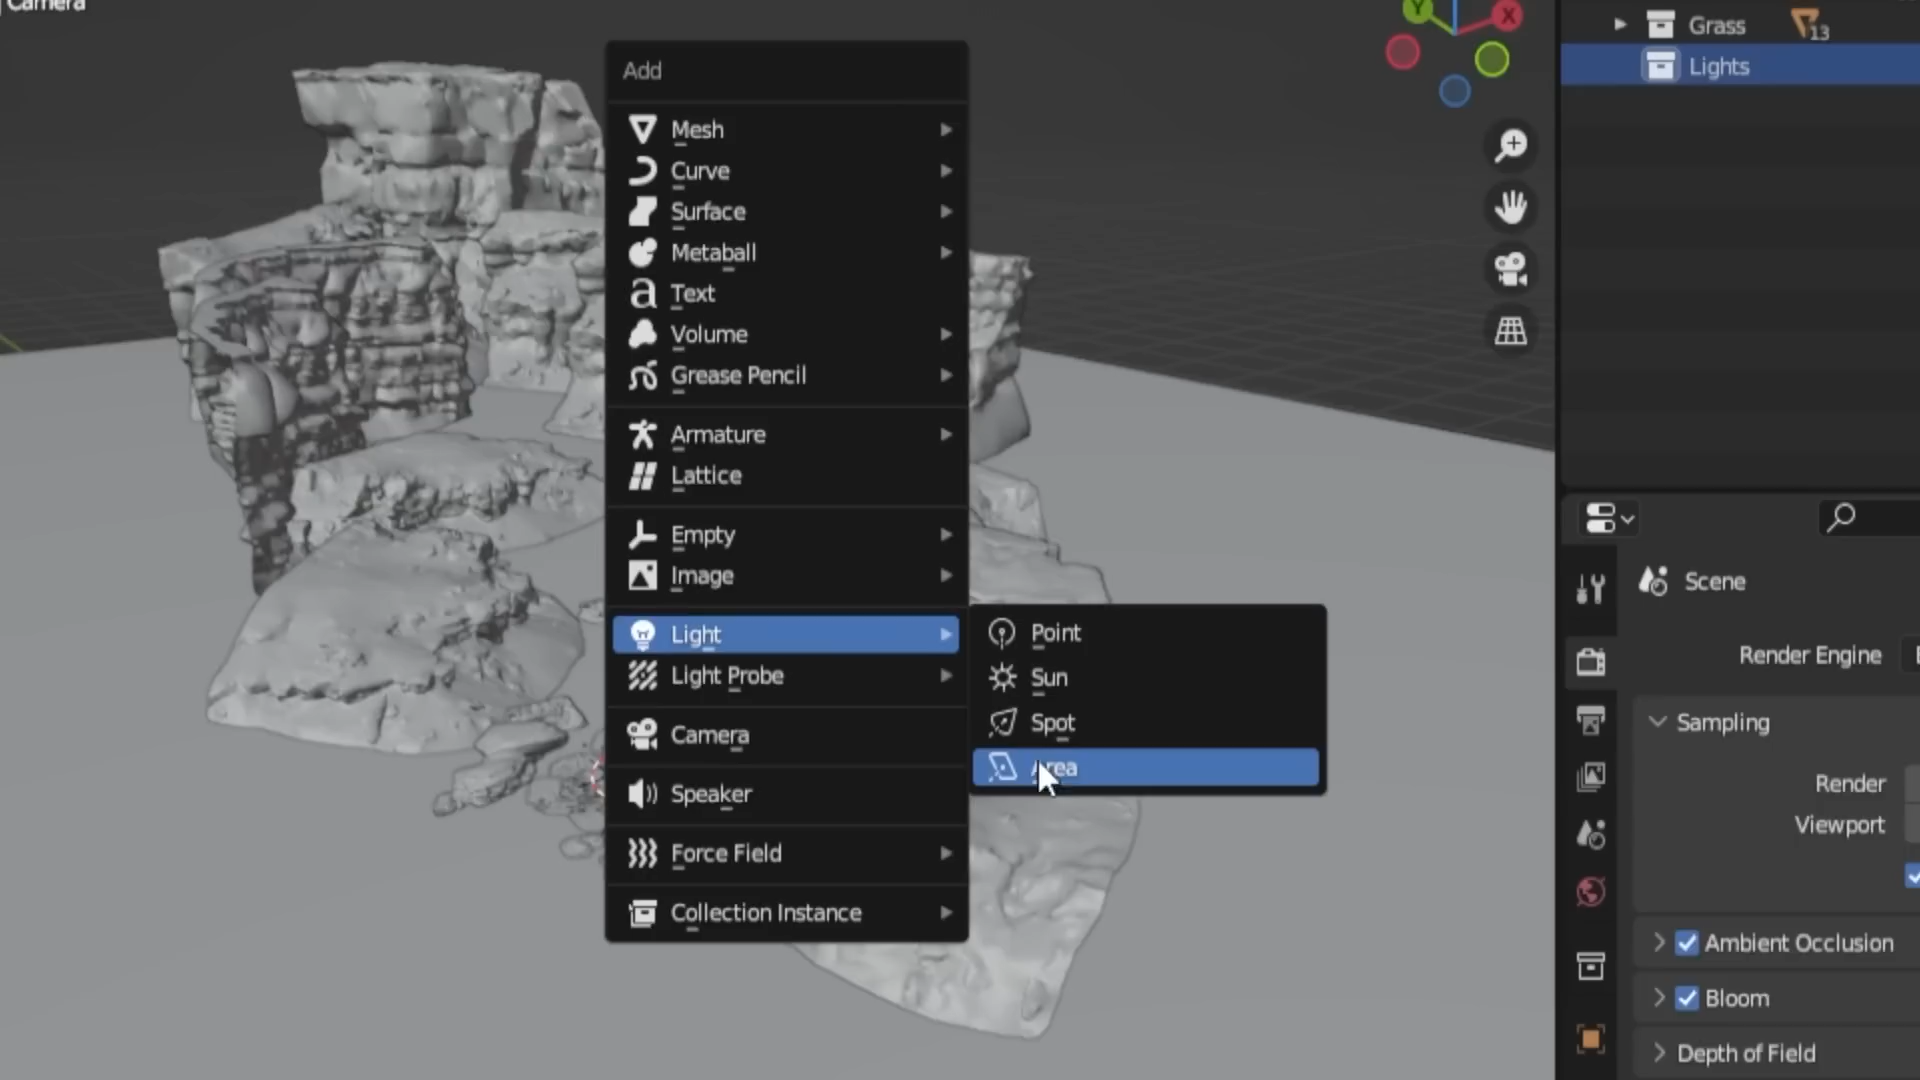 Camera
Y
X
Grass
13
Lights
Add
Mesh
Curve
Surface
Metaball
Text
Volume
Grease Pencil
Armature
Lattice
Empty
Image
Light
Point
Light Probe
Sun
Spot
Camera
Area
Speaker
Force Field
Collection Instance
Scene
Render Engine
Sampling
Render
Viewport
Ambient Occlusion
Bloom
Depth of Field